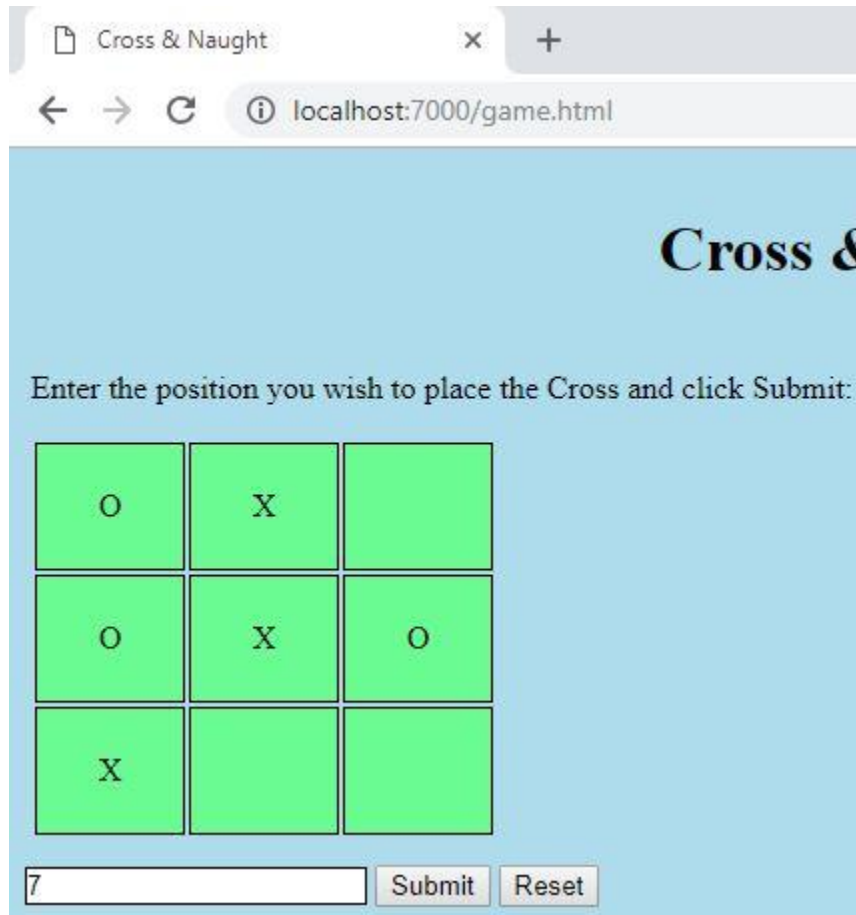 Cross & Naught
localhost:7000/game.html
Cross &
Enter the position you wish to place the Cross and click Submit:
O X
O X O
X
7 Submit Reset